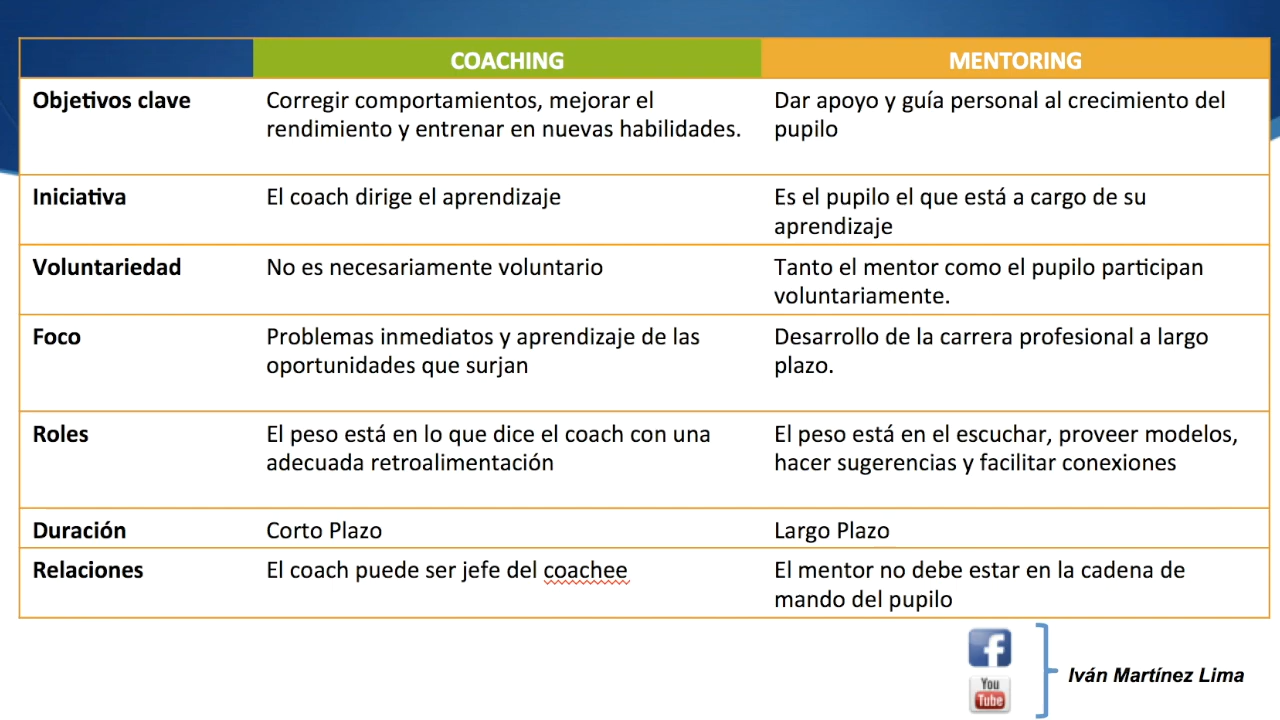 COACHING MENTORING
Objetivos clave Corregir comportamientos, mejorar el Dar apoyo y guía personal al crecimiento del
rendimiento y entrenar en nuevas habilidades. pupilo
Iniciativa El coach dirige el aprendizaje Es el pupilo el que está a cargo de su
aprendizaje
Voluntariedad No es necesariamente voluntario Tanto el mentor como el pupilo participan
voluntariamente.
Foco Problemas inmediatos y aprendizaje de las Desarrollo de la carrera profesional a largo
oportunidades que surjan plazo.
Roles El peso está en lo que dice el coach con una El peso está en el escuchar, proveer modelos,
adecuada retroalimentación hacer sugerencias y facilitar conexiones
Duración Corto Plazo Largo Plazo
Relaciones El coach puede ser jefe del coachee El mentor no debe estar en la cadena de
mando del pupilo
f
You
Tube
Iván Martínez Lima